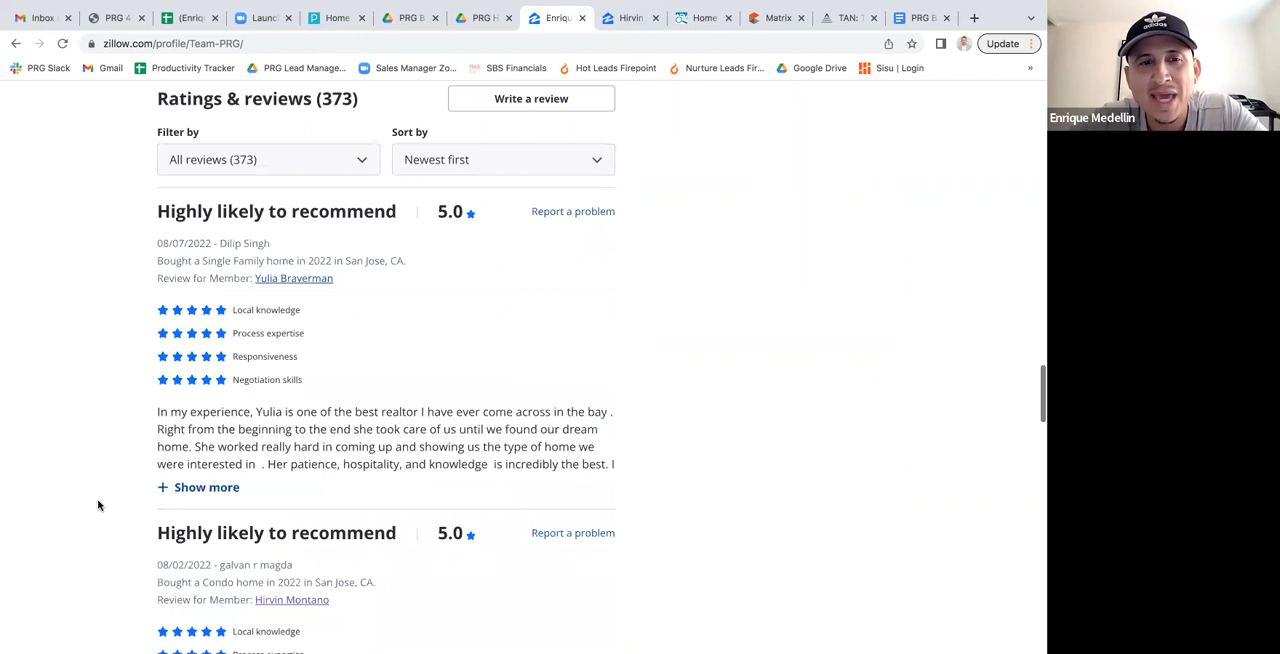 Inbox
PRG 4
(Enriq
Launc
Home
PRG B
PRG H
Enriqu
Hirvin
Home
Matrix
TAN: T
PRG B
zillow.com/profile/Team-PRG/
Update
PRG Slack
Gmail
Productivity Tracker
PRG Lead Manage...
Sales Manager Zo...
SBS Financials
Hot Leads Firepoint
Nurture Leads Fir...
Google Drive
Sisu | Login
»
adidas
Enrique Medellin
Ratings & reviews (373)
Write a review
Filter by
Sort by
All reviews (373)
Newest first
Highly likely to recommend
5.0
Report a problem
08/07/2022 - Dilip Singh
Bought a Single Family home in 2022 in San Jose, CA.
Review for Member: Yulia Braverman
Local knowledge
Process expertise
Responsiveness
Negotiation skills
In my experience, Yulia is one of the best realtor I have ever come across in the bay .
Right from the beginning to the end she took care of us until we found our dream
home. She worked really hard in coming up and showing us the type of home we
were interested in . Her patience, hospitality, and knowledge is incredibly the best. I
+ Show more
Highly likely to recommend
5.0
Report a problem
08/02/2022 - galvan r magda
Bought a Condo home in 2022 in San Jose, CA.
Review for Member: Hirvin Montano
Local knowledge